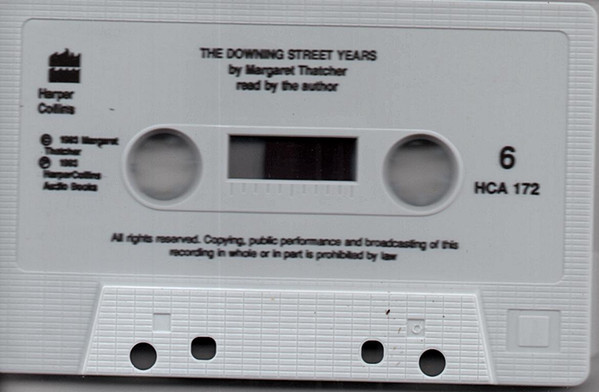 THE DOWNING STREET YEARS
by Margaret Thatcher
read by the author
Harper
Collins
© 1993 Margaret
Thatcher
℗ 1993
HarperCollins
Audio Books
6
HCA 172
All rights reserved. Copying, public performance and broadcasting of this
recording in whole or in part is prohibited by law